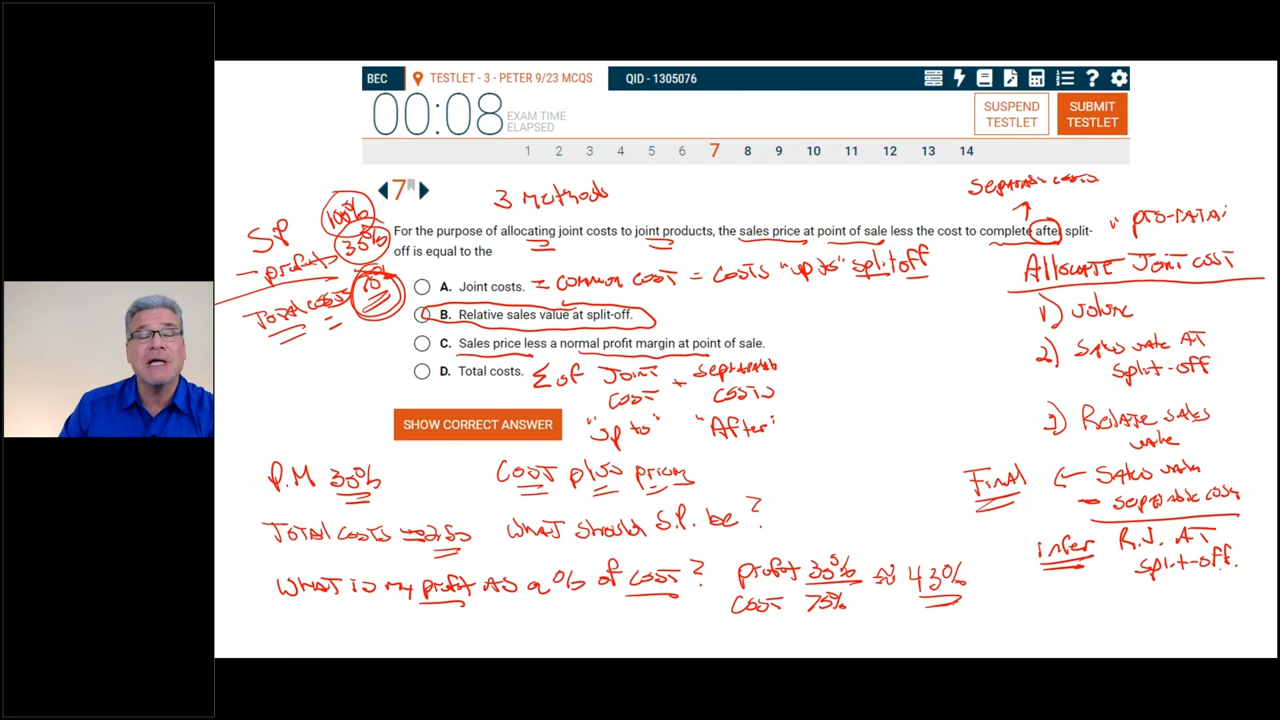 BEC TESTLET - 3 - PETER 9/23 MCQS QID - 1305076
00:08 EXAM TIME ELAPSED
SUSPEND TESTLET
SUBMIT TESTLET
1 2 3 4 5 6 7 8 9 10 11 12 13 14
7
3 Methods
Separable costs
For the purpose of allocating joint costs to joint products, the sales price at point of sale less the cost to complete after split-
off is equal to the
"PRO-RATA"
ALLOCATE JOINT COST
S.P 100%
- profit 30%
Total costs 70%
A. Joint costs. = common cost = costs "up to" split off
B. Relative sales value at split-off.
C. Sales price less a normal profit margin at point of sale.
D. Total costs. Σ of JOINT COST + separable costs
"up to" "After"
SHOW CORRECT ANSWER
1) Volume
2) Sales value AT split-off
3) Relative sales value
Final ← Sales value
- separable costs
infer R.V. AT split-off.
P.M 30% Cost plus pricing
TOTAL COSTS 250 What should S.P. be?
WHAT is my profit AS a % of cost? profit 30% ≈ 43%
COST 70%